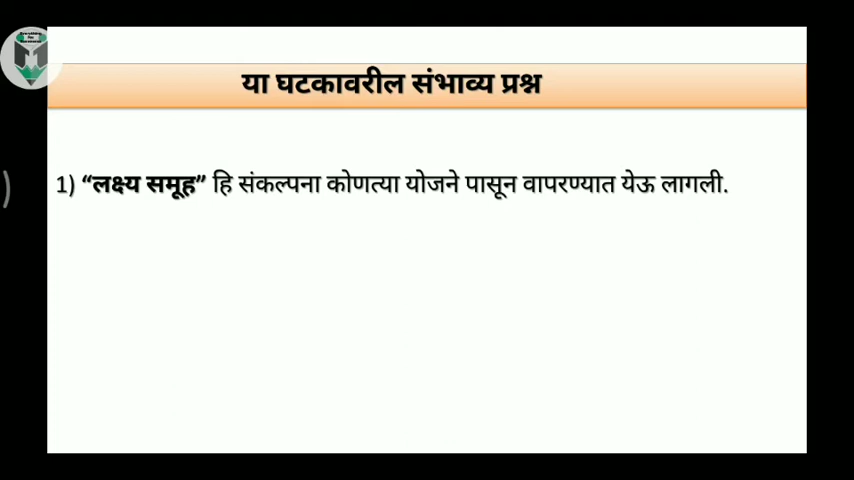 या घटकावरील संभाव्य प्रश्न
1) “लक्ष्य समूह” हि संकल्पना कोणत्या योजने पासून वापरण्यात येऊ लागली.